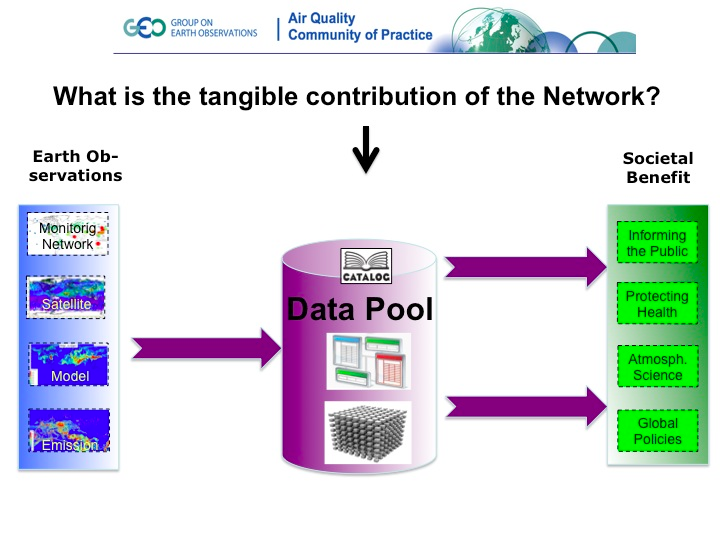 GEO
GROUP ON
EARTH OBSERVATIONS
Air Quality
Community of Practice
What is the tangible contribution of the Network?
Earth Ob-
servations
Societal
Benefit
Monitorig
Network
Satellite
Model
Emission
CATALOG
Data Pool
Informing
the Public
Protecting
Health
Atmosph.
Science
Global
Policies